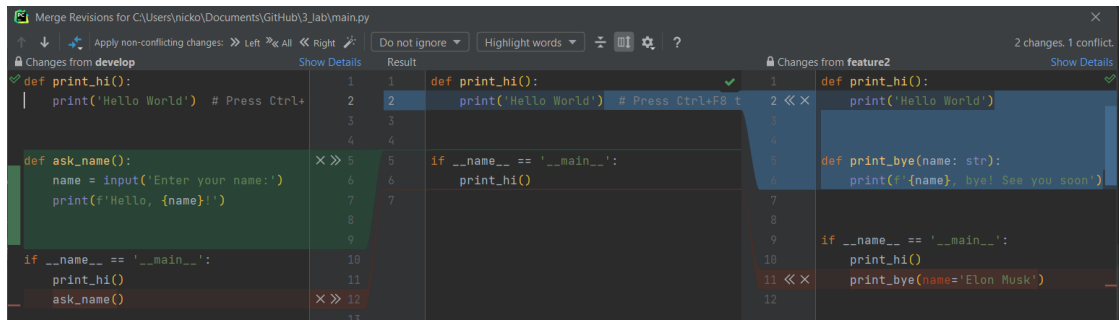 Merge Revisions for C:\Users\nicko\Documents\GitHub\3_lab\main.py
Apply non-conflicting changes: Left All Right Do not ignore Highlight words ? 2 changes. 1 conflict.
Changes from develop Show Details Result Changes from feature2 Show Details
def print_hi(): 1 1 def print_hi(): 1 def print_hi():
print('Hello World') # Press Ctrl+ 2 2 print('Hello World') # Press Ctrl+F8 t 2 print('Hello World')
3 3 3
4 4 4
def ask_name(): 5 5 if __name__ == '__main__': 5 def print_bye(name: str):
name = input('Enter your name:') 6 6 print_hi() 6 print(f'{name}, bye! See you soon')
print(f'Hello, {name}!') 7 7 7
8 8
9 9 if __name__ == '__main__':
if __name__ == '__main__': 10 10 print_hi()
print_hi() 11 11 print_bye(name='Elon Musk')
ask_name() 12 12
13